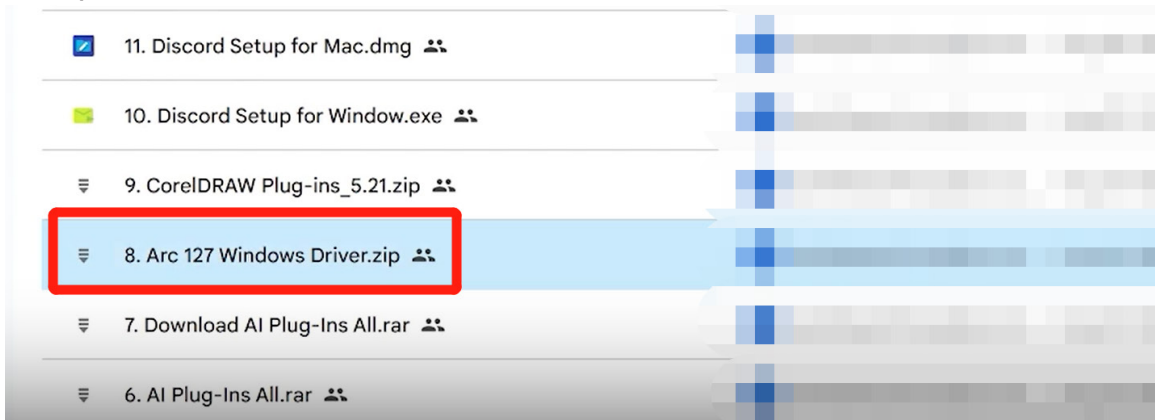 11. Discord Setup for Mac.dmg
10. Discord Setup for Window.exe
9. CorelDRAW Plug-ins_5.21.zip
8. Arc 127 Windows Driver.zip
7. Download AI Plug-Ins All.rar
6. AI Plug-Ins All.rar